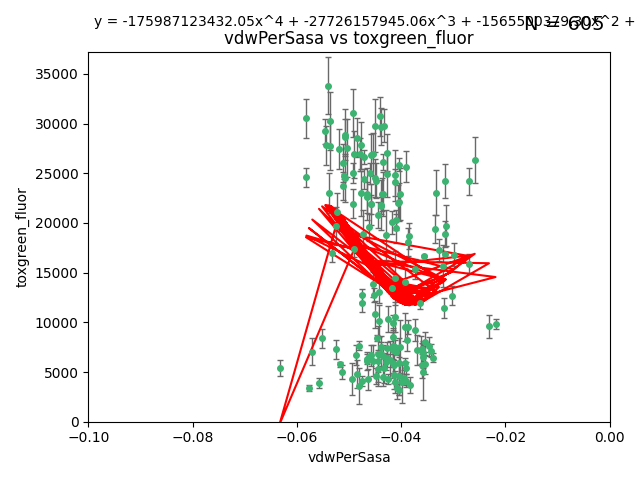 y = -175987123432.05x^4 + -27726157945.06x^3 + x^2 +
N = 605
vdwPerSasa vs toxgreen_fluor
35000
30000
25000
20000
15000
10000
5000
0
toxgreen_fluor
−0.10 −0.08 −0.06 −0.04 −0.02 0.00
vdwPerSasa